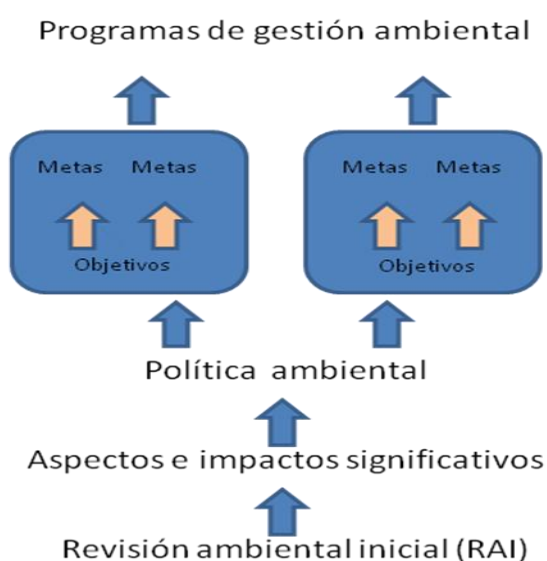 Programas de gestión ambiental
Metas Metas Metas Metas
Objetivos Objetivos
Política ambiental
Aspectos e impactos significativos
Revisión ambiental inicial (RAI)